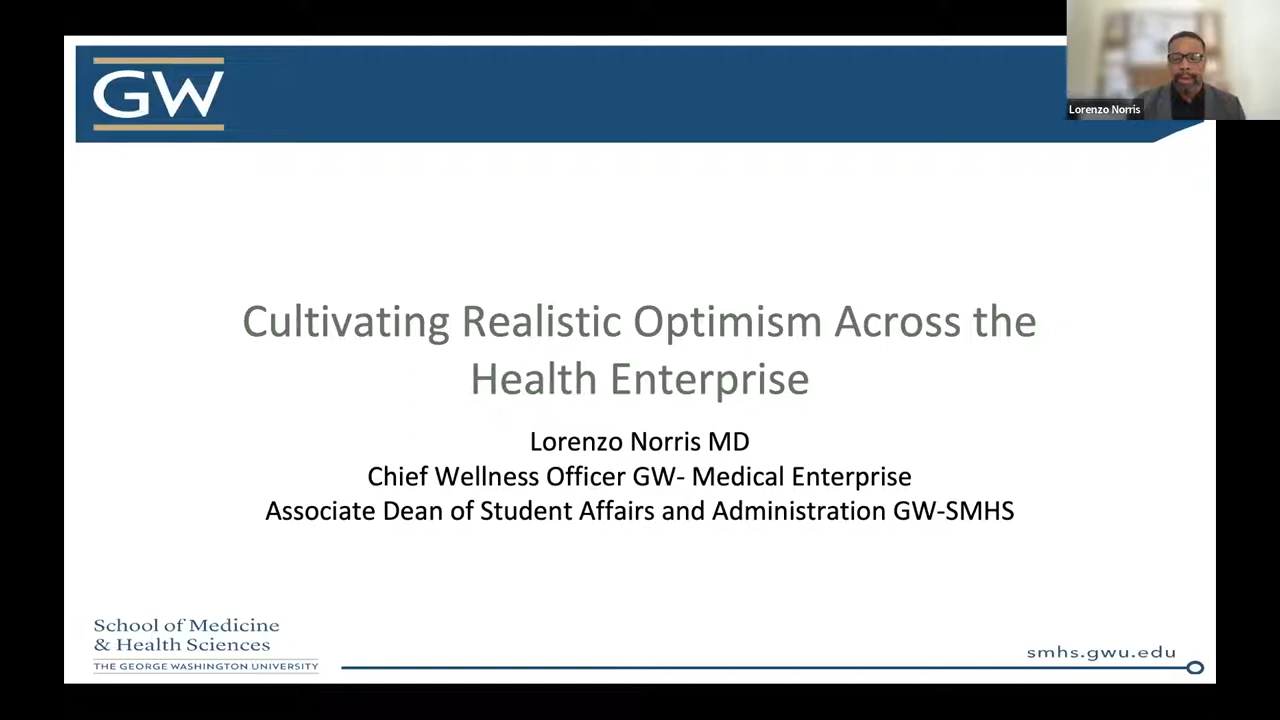 GW
Lorenzo Norris
Cultivating Realistic Optimism Across the
Health Enterprise
Lorenzo Norris MD
Chief Wellness Officer GW- Medical Enterprise
Associate Dean of Student Affairs and Administration GW-SMHS
School of Medicine
& Health Sciences
THE GEORGE WASHINGTON UNIVERSITY
smhs.gwu.edu